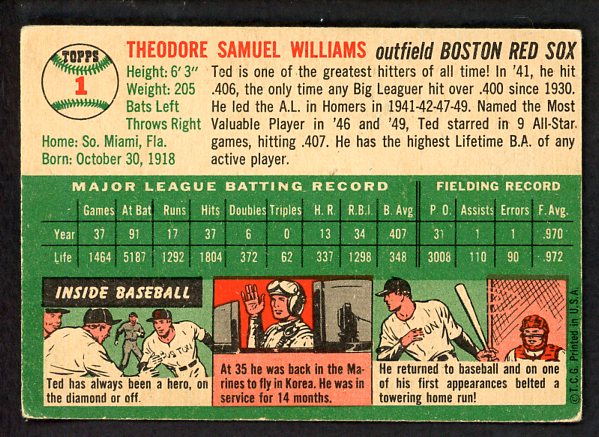 TOPPS
1
THEODORE SAMUEL WILLIAMS outfield BOSTON RED SOX
Height: 6' 3"
Weight: 205
Bats Left
Throws Right
Home: So. Miami, Fla.
Born: October 30, 1918
Ted is one of the greatest hitters of all time! In '41, he hit
.406, the only time any Big Leaguer hit over .400 since 1930.
He led the A.L. in Homers in 1941-42-47-49. Named the Most
Valuable Player in '46 and '49, Ted starred in 9 All-Star
games, hitting .407. He has the highest Lifetime B.A. of any
active player.
MAJOR LEAGUE BATTING RECORD FIELDING RECORD
Games At Bat Runs Hits Doubles Triples H.R. R.B.I. B. Avg P O. Assists Errors F. Avg.
Year 37 91 17 37 6 0 13 34 407 31 1 1 .970
Life 1464 5187 1292 1804 372 62 337 1298 348 3008 110 90 .972
INSIDE BASEBALL
BOSTON
Ted has always been a hero, on
the diamond or off.
At 35 he was back in the Ma-
rines to fly in Korea. He was in
service for 14 months.
He returned to baseball and on one
of his first appearances belted a
towering home run!
© T.C.G. Printed in U.S.A.